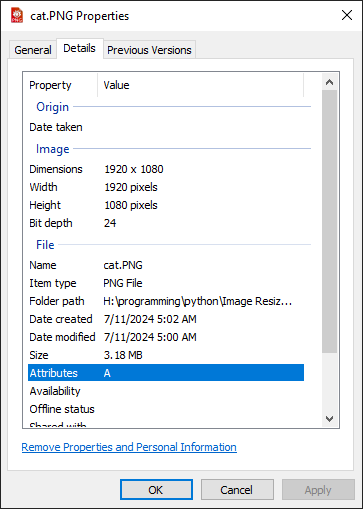 cat.PNG Properties
General Details Previous Versions
Property Value
Origin
Date taken
Image
Dimensions 1920 x 1080
Width 1920 pixels
Height 1080 pixels
Bit depth 24
File
Name cat.PNG
Item type PNG File
Folder path H:\programming\python\Image Resiz...
Date created 7/11/2024 5:02 AM
Date modified 7/11/2024 5:00 AM
Size 3.18 MB
Attributes A
Availability
Offline status
Shared with
Remove Properties and Personal Information
OK Cancel Apply